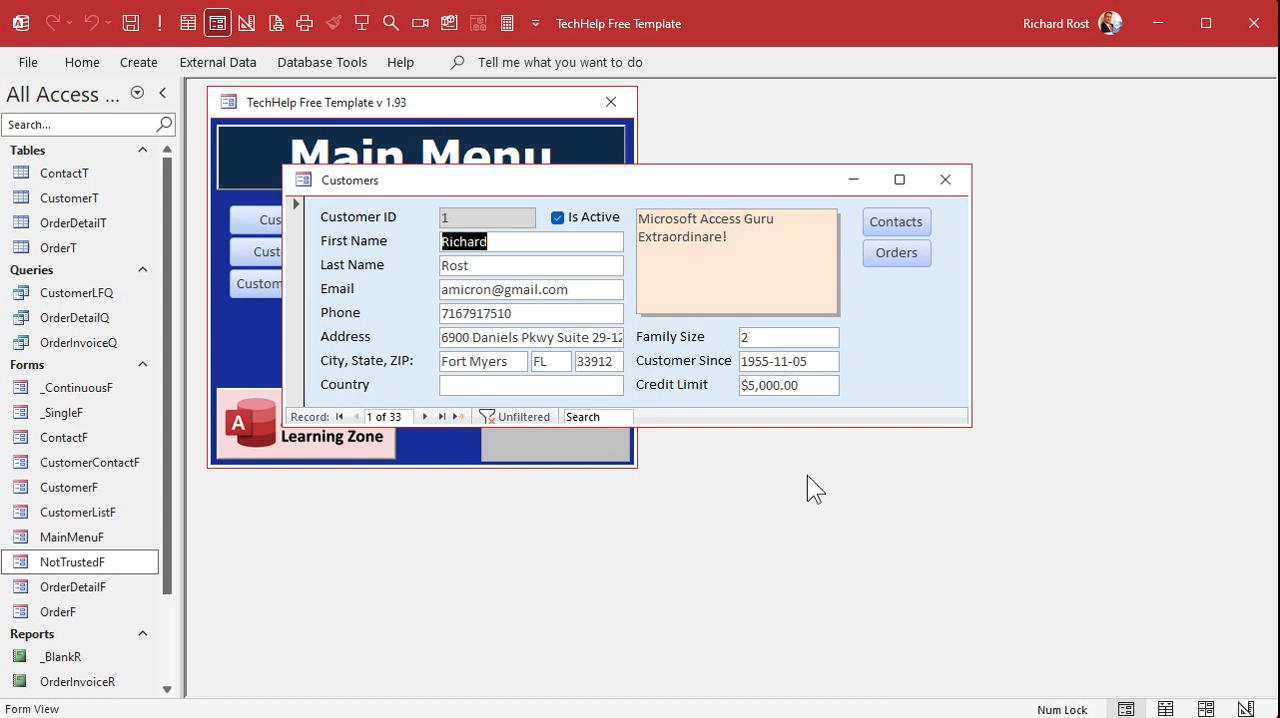 TechHelp Free Template
Richard Rost
File Home Create External Data Database Tools Help Tell me what you want to do
All Access ...
Search...
Tables
ContactT
CustomerT
OrderDetailT
OrderT
Queries
CustomerLFQ
OrderDetailQ
OrderInvoiceQ
Forms
_ContinuousF
_SingleF
ContactF
CustomerContactF
CustomerF
CustomerListF
MainMenuF
NotTrustedF
OrderDetailF
OrderF
Reports
_BlankR
OrderInvoiceR
TechHelp Free Template v 1.93
Main Menu
Cus
Cust
Custom
A
Learning Zone
Customers
Customer ID 1 Is Active
First Name Richard
Last Name Rost
Email amicron@gmail.com
Phone 7167917510
Address 6900 Daniels Pkwy Suite 29-12
City, State, ZIP: Fort Myers FL 33912
Country
Microsoft Access Guru
Extraordinare!
Family Size 2
Customer Since 1955-11-05
Credit Limit $5,000.00
Contacts
Orders
Record: 1 of 33 Unfiltered Search
Form View
Num Lock